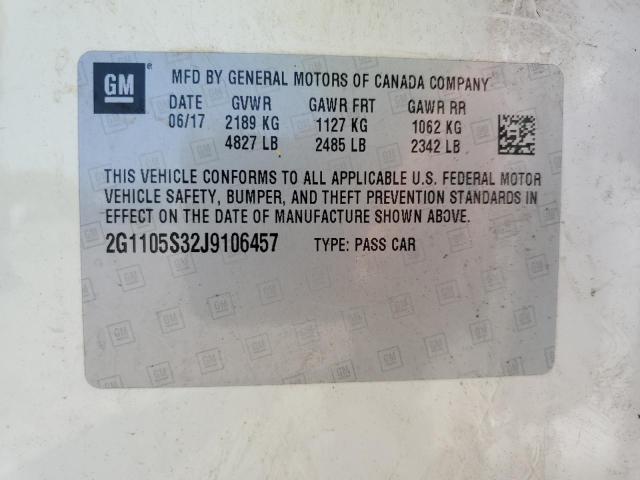 GM ®
MFD BY GENERAL MOTORS OF CANADA COMPANY
DATE GVWR GAWR FRT GAWR RR
06/17 2189 KG 1127 KG 1062 KG
4827 LB 2485 LB 2342 LB
THIS VEHICLE CONFORMS TO ALL APPLICABLE U.S. FEDERAL MOTOR
VEHICLE SAFETY, BUMPER, AND THEFT PREVENTION STANDARDS IN
EFFECT ON THE DATE OF MANUFACTURE SHOWN ABOVE.
2G1105S32J9106457 TYPE: PASS CAR